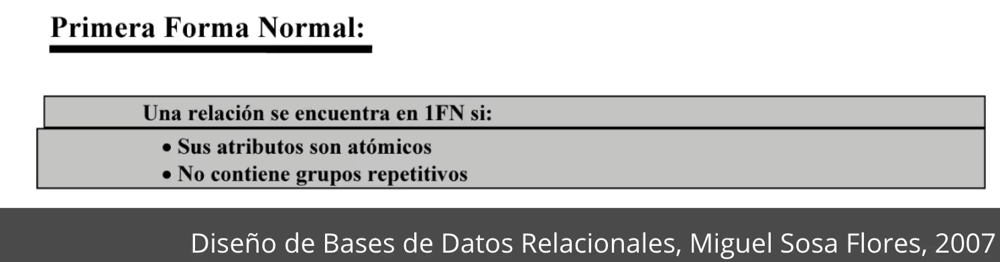 Primera Forma Normal:
Una relación se encuentra en 1FN si:
• Sus atributos son atómicos
• No contiene grupos repetitivos
Diseño de Bases de Datos Relacionales, Miguel Sosa Flores, 2007